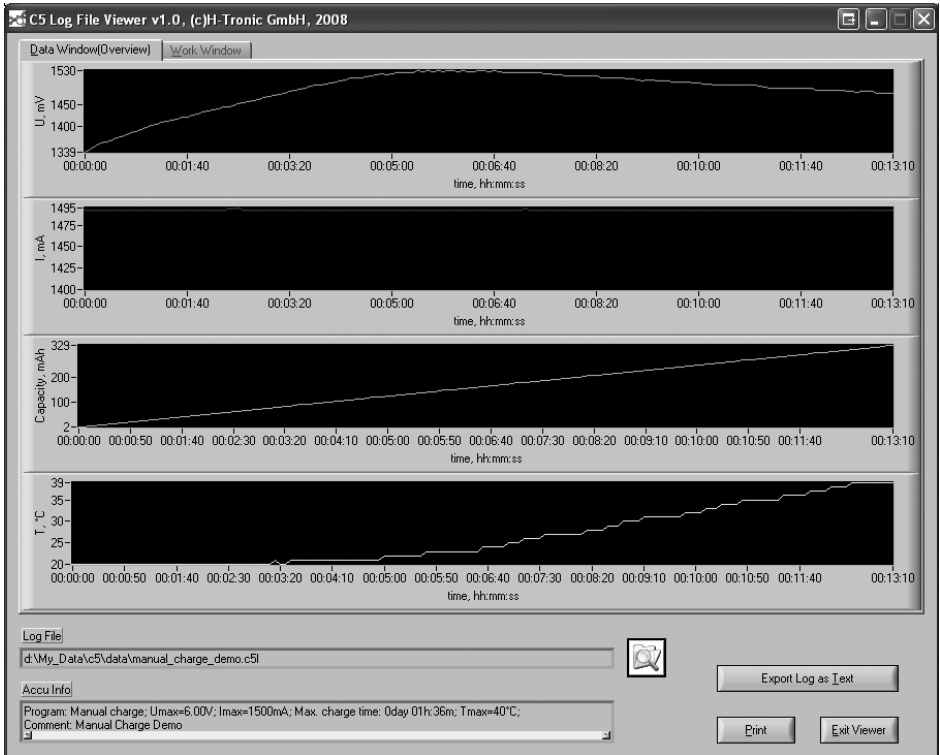 C5 Log File Viewer v1.0, (c)H-Tronic GmbH, 2008
Data Window(Overview) Work Window
U, mV
1530
1450
1400
1339
00:00:00 00:01:40 00:03:20 00:05:00 00:06:40 00:08:20 00:10:00 00:11:40 00:13:10
time, hh:mm:ss
I, mA
1495
1475
1450
1425
1400
00:00:00 00:01:40 00:03:20 00:05:00 00:06:40 00:08:20 00:10:00 00:11:40 00:13:10
time, hh:mm:ss
Capacity, mAh
329
200
100
2
00:00:00 00:00:50 00:01:40 00:02:30 00:03:20 00:04:10 00:05:00 00:05:50 00:06:40 00:07:30 00:08:20 00:09:10 00:10:00 00:10:50 00:11:40 00:13:10
time, hh:mm:ss
T, °C
39
35
30
25
20
00:00:00 00:00:50 00:01:40 00:02:30 00:03:20 00:04:10 00:05:00 00:05:50 00:06:40 00:07:30 00:08:20 00:09:10 00:10:00 00:10:50 00:11:40 00:13:10
time, hh:mm:ss
Log File
d:\My_Data\c5\data\manual_charge_demo.c5l
Accu Info
Program: Manual charge; Umax=6.00V; Imax=1500mA; Max. charge time: 0day 01h:36m; Tmax=40°C;
Comment: Manual Charge Demo
Export Log as Text
Print Exit Viewer